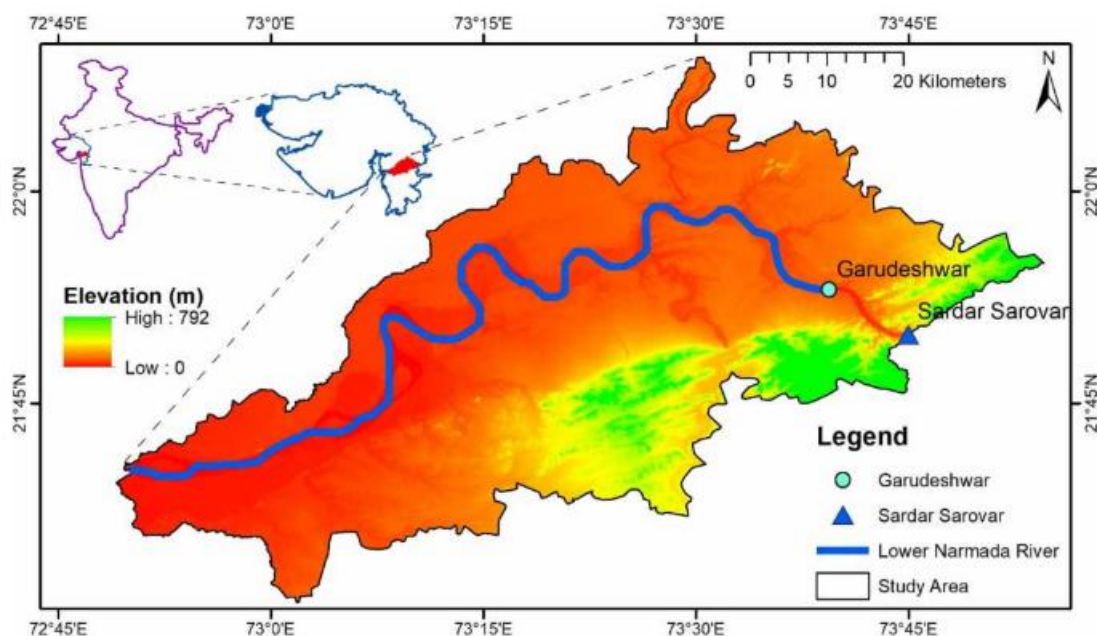 72°45'E 73°0'E 73°15'E 73°30'E 73°45'E
N
0 5 10 20 Kilometers
22°0'N 22°0'N
Garudeshwar
Elevation (m)
High : 792
Low : 0
Sardar Sarovar
21°45'N 21°45'N
Legend
Garudeshwar
Sardar Sarovar
Lower Narmada River
Study Area
72°45'E 73°0'E 73°15'E 73°30'E 73°45'E